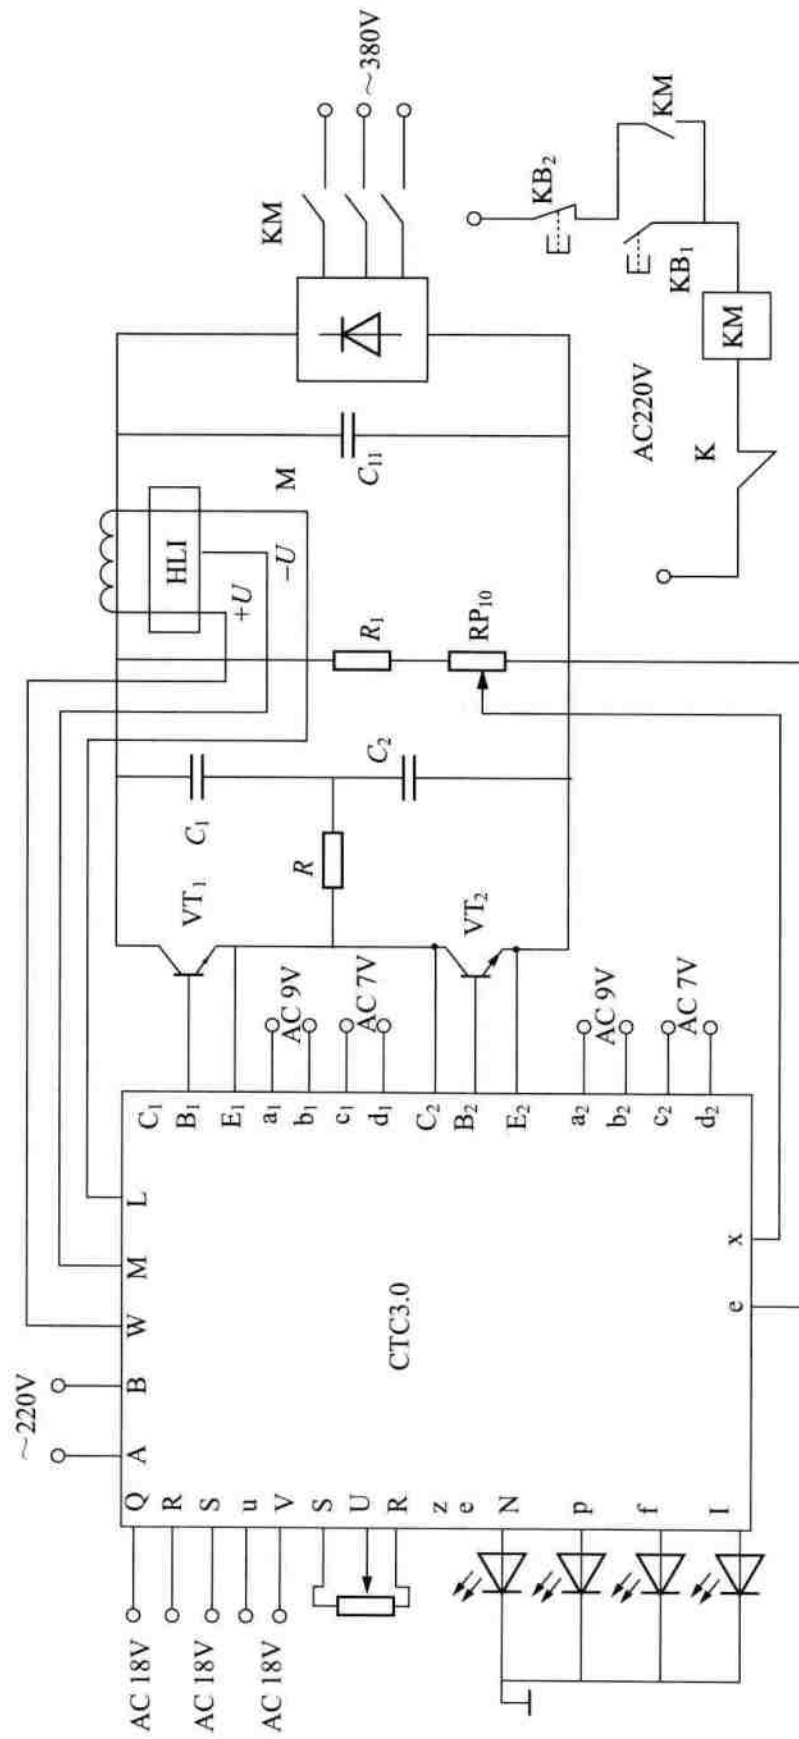 ～220V
A
B
W
M
L
AC 18V
AC 18V
AC 18V
Q
R
S
u
V
S
U
R
z
e
N
p
f
I
CTC3.0
e
x
C₁
B₁
E₁
a₁
b₁
c₁
d₁
C₂
B₂
E₂
a₂
b₂
c₂
d₂
AC 9V
AC 7V
AC 9V
AC 7V
VT₁
VT₂
R
C₁
C₂
R₁
RP₁₀
+U
−U
HLI
M
C₁₁
KM
～380V
AC220V
K
KM
KB₁
KB₂
KM